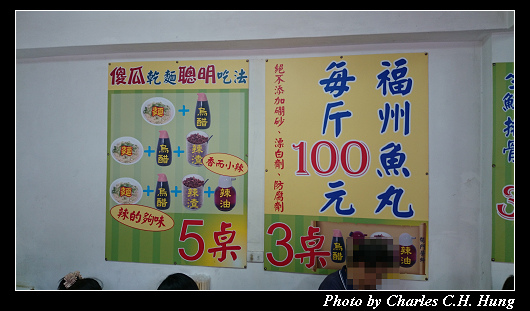 傻瓜乾麵聰明吃法
麵+烏醋
麵+烏醋+辣渣
香而小辣
麵+烏醋+辣渣+辣油
辣的夠味
5桌
福州魚丸
每斤100元
絕不添加硼砂、漂白劑、防腐劑
3桌
烏醋
辣油
Photo by Charles C.H. Hung